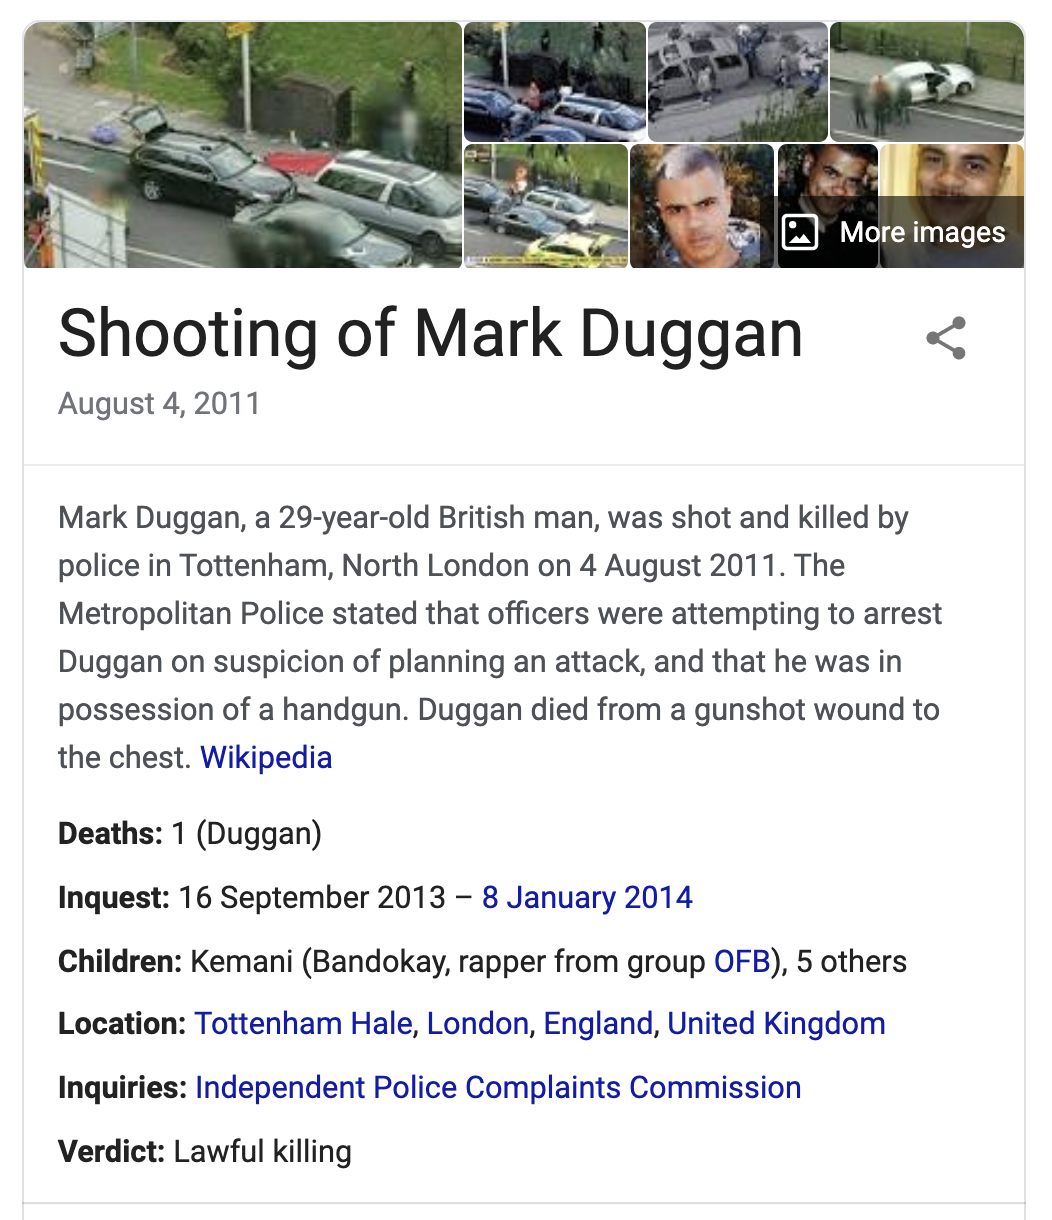 More images
Shooting of Mark Duggan
August 4, 2011
Mark Duggan, a 29-year-old British man, was shot and killed by
police in Tottenham, North London on 4 August 2011. The
Metropolitan Police stated that officers were attempting to arrest
Duggan on suspicion of planning an attack, and that he was in
possession of a handgun. Duggan died from a gunshot wound to
the chest. Wikipedia
Deaths: 1 (Duggan)
Inquest: 16 September 2013 – 8 January 2014
Children: Kemani (Bandokay, rapper from group OFB), 5 others
Location: Tottenham Hale, London, England, United Kingdom
Inquiries: Independent Police Complaints Commission
Verdict: Lawful killing